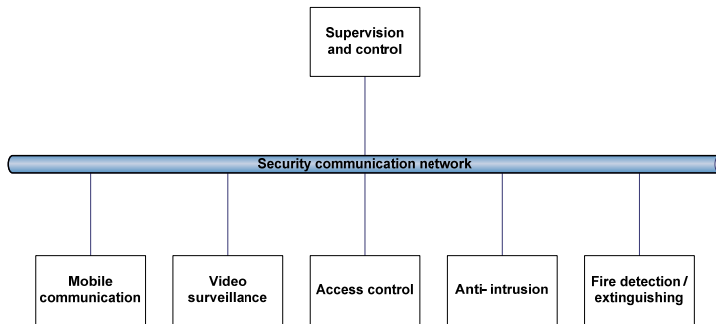 Supervision
and control
Security communication network
Mobile
communication
Video
surveillance
Access control
Anti- intrusion
Fire detection /
extinguishing